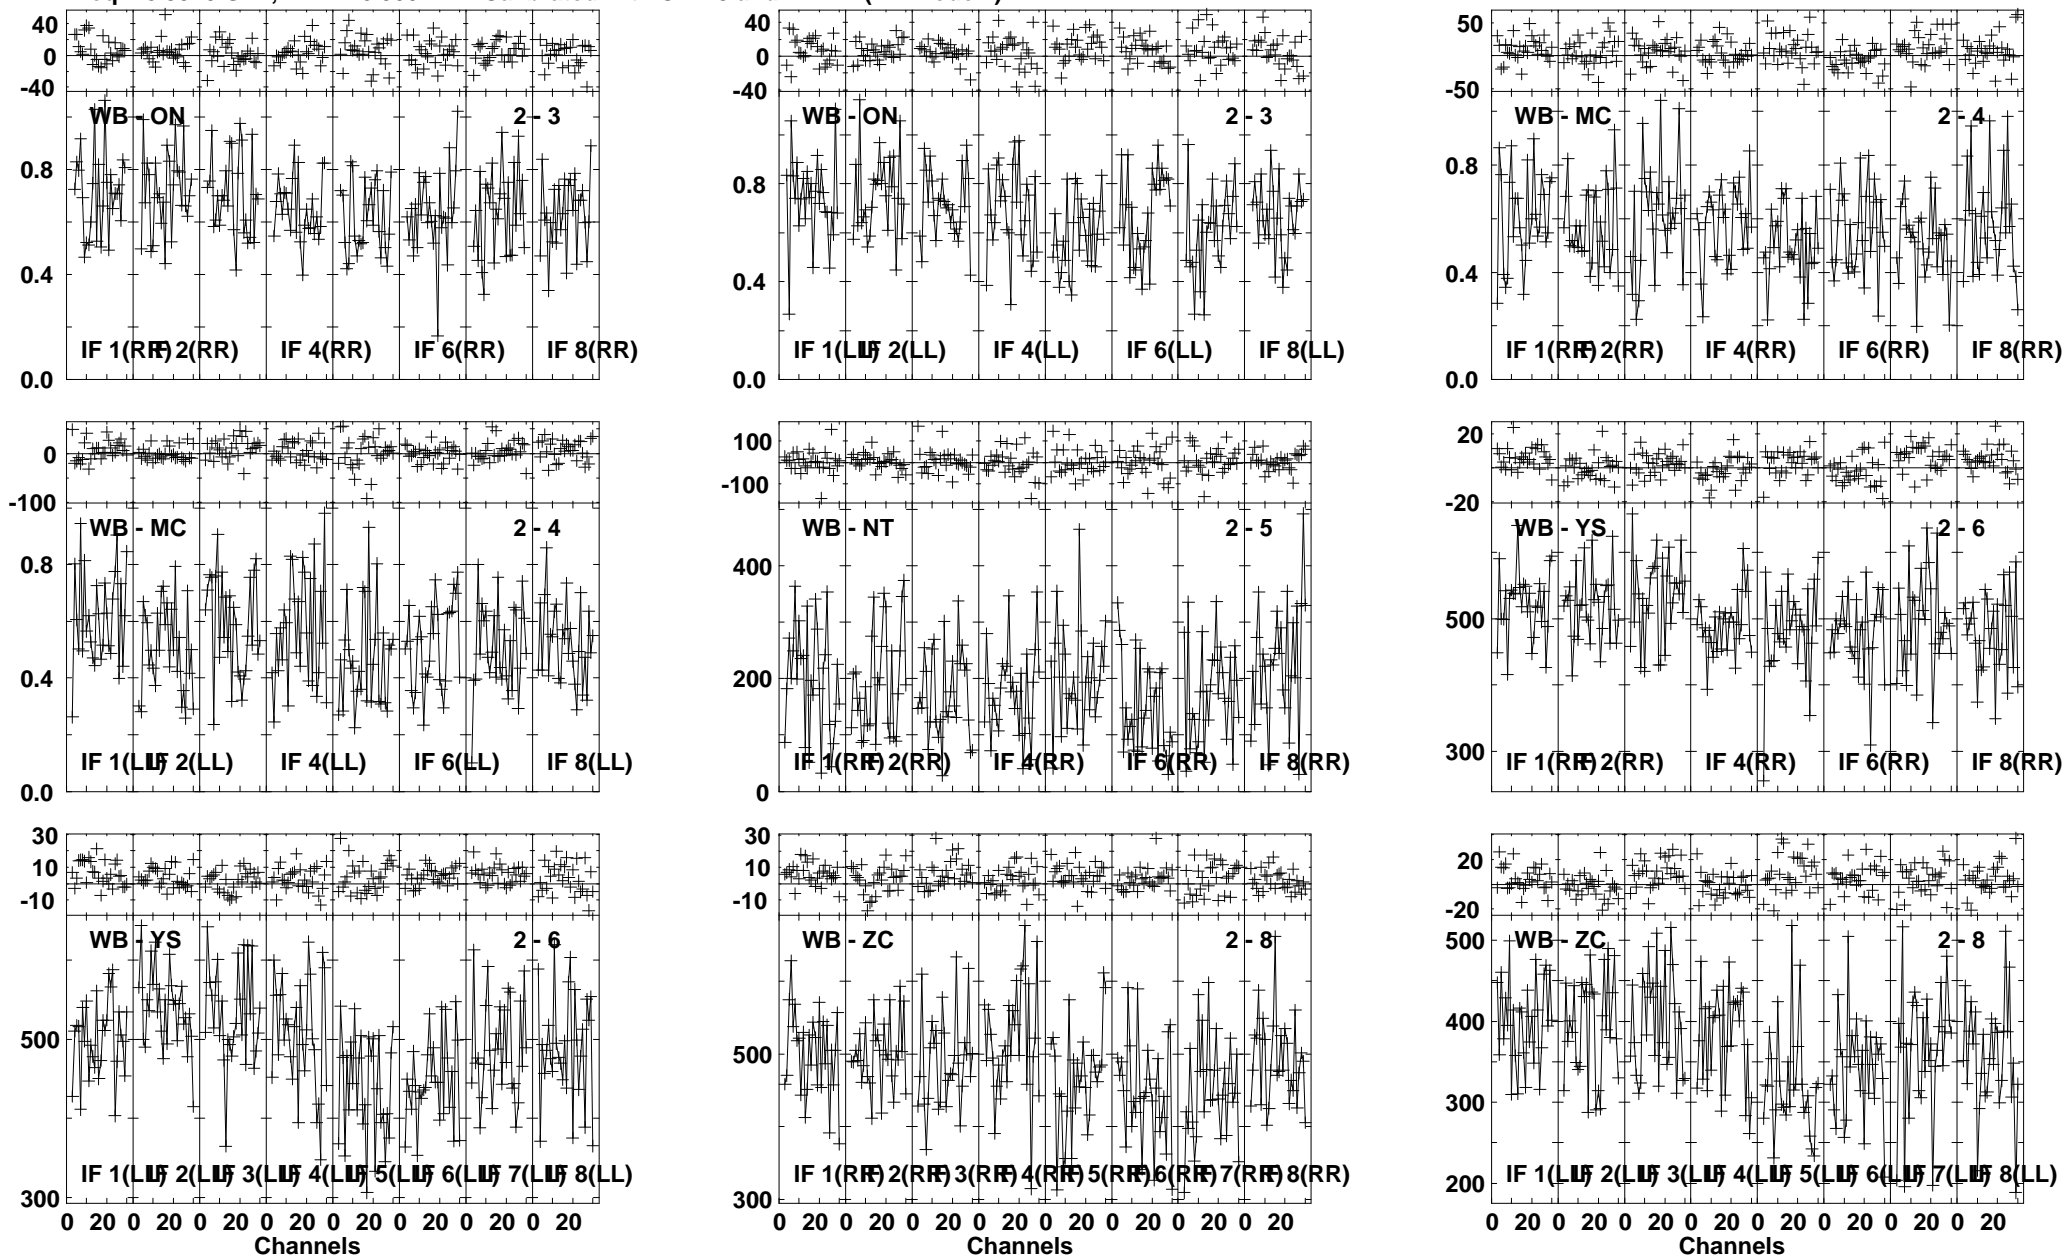 40
0
-40
WB - ON 2 - 3
0.8
0.4
0.0
IF 1(RR) IF 2(RR) IF 4(RR) IF 6(RR) IF 8(RR)
40
0
-40
WB - ON 2 - 3
0.8
0.4
0.0
IF 1(LL) IF 2(LL) IF 4(LL) IF 6(LL) IF 8(LL)
50
0
-50
WB - MC 2 - 4
0.8
0.4
0.0
IF 1(RR) IF 2(RR) IF 4(RR) IF 6(RR) IF 8(RR)
0
-100
WB - MC 2 - 4
0.8
0.4
0.0
IF 1(LL) IF 2(LL) IF 4(LL) IF 6(LL) IF 8(LL)
100
0
-100
WB - NT 2 - 5
400
200
0
IF 1(RR) IF 2(RR) IF 4(RR) IF 6(RR) IF 8(RR)
20
0
-20
WB - YS 2 - 6
500
300
IF 1(RR) IF 2(RR) IF 4(RR) IF 6(RR) IF 8(RR)
30
10
-10
WB - YS 2 - 6
500
300
IF 1(LL) IF 2(LL) IF 3(LL) IF 4(LL) IF 5(LL) IF 6(LL) IF 7(LL) IF 8(LL)
0 20 0 20 0 20 0 20 0 20 0 20 0 20 0 20
Channels
30
10
-10
WB - ZC 2 - 8
500
300
IF 1(RR) IF 2(RR) IF 3(RR) IF 4(RR) IF 5(RR) IF 6(RR) IF 7(RR) IF 8(RR)
0 20 0 20 0 20 0 20 0 20 0 20 0 20 0 20
Channels
20
-20
WB - ZC 2 - 8
500
400
300
200
IF 1(LL) IF 2(LL) IF 3(LL) IF 4(LL) IF 5(LL) IF 6(LL) IF 7(LL) IF 8(LL)
0 20 0 20 0 20 0 20 0 20 0 20 0 20 0 20
Channels